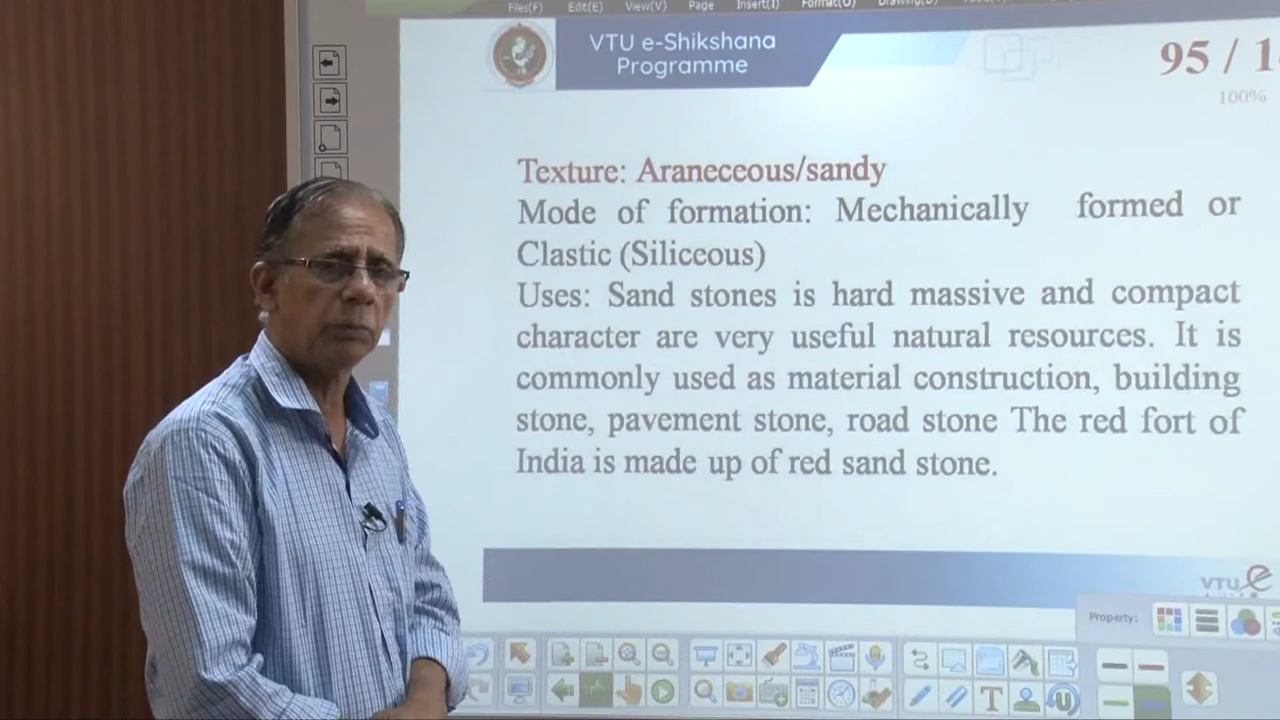 Files(F) Edit(E) View(V) Page Insert(I) Format(O) Drawing(D)
VTU e-Shikshana
Programme
95 / 1
100%
Texture: Araneceous/sandy
Mode of formation: Mechanically formed or
Clastic (Siliceous)
Uses: Sand stones is hard massive and compact
character are very useful natural resources. It is
commonly used as material construction, building
stone, pavement stone, road stone The red fort of
India is made up of red sand stone.
VTU e
Property: